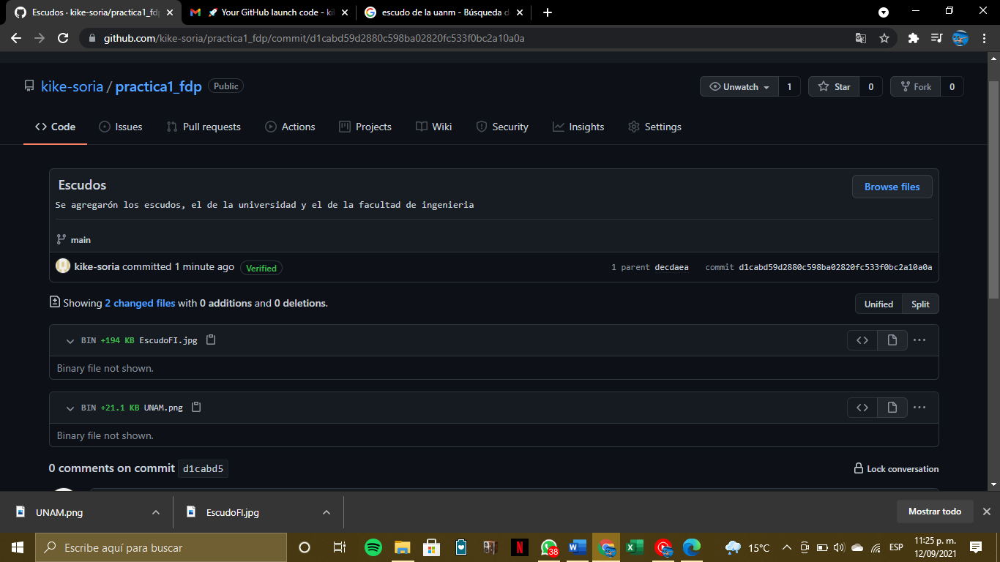 Escudos · kike-soria/practica1_fdp
Your GitHub launch code - ki
escudo de la uanm - Búsqueda d
github.com/kike-soria/practica1_fdp/commit/d1cabd59d2880c598ba02820fc533f0bc2a10a0a
kike-soria / practica1_fdp Public
Unwatch 1 Star 0 Fork 0
Code Issues Pull requests Actions Projects Wiki Security Insights Settings
Escudos
Browse files
Se agregarón los escudos, el de la universidad y el de la facultad de ingenieria
main
kike-soria committed 1 minute ago Verified
1 parent decdaea commit d1cabd59d2880c598ba02820fc533f0bc2a10a0a
Showing 2 changed files with 0 additions and 0 deletions.
Unified Split
BIN +194 KB EscudoFI.jpg
Binary file not shown.
BIN +21.1 KB UNAM.png
Binary file not shown.
0 comments on commit d1cabd5
Lock conversation
UNAM.png
EscudoFI.jpg
Mostrar todo
Escribe aquí para buscar
38
15°C
ESP
11:25 p. m.
12/09/2021